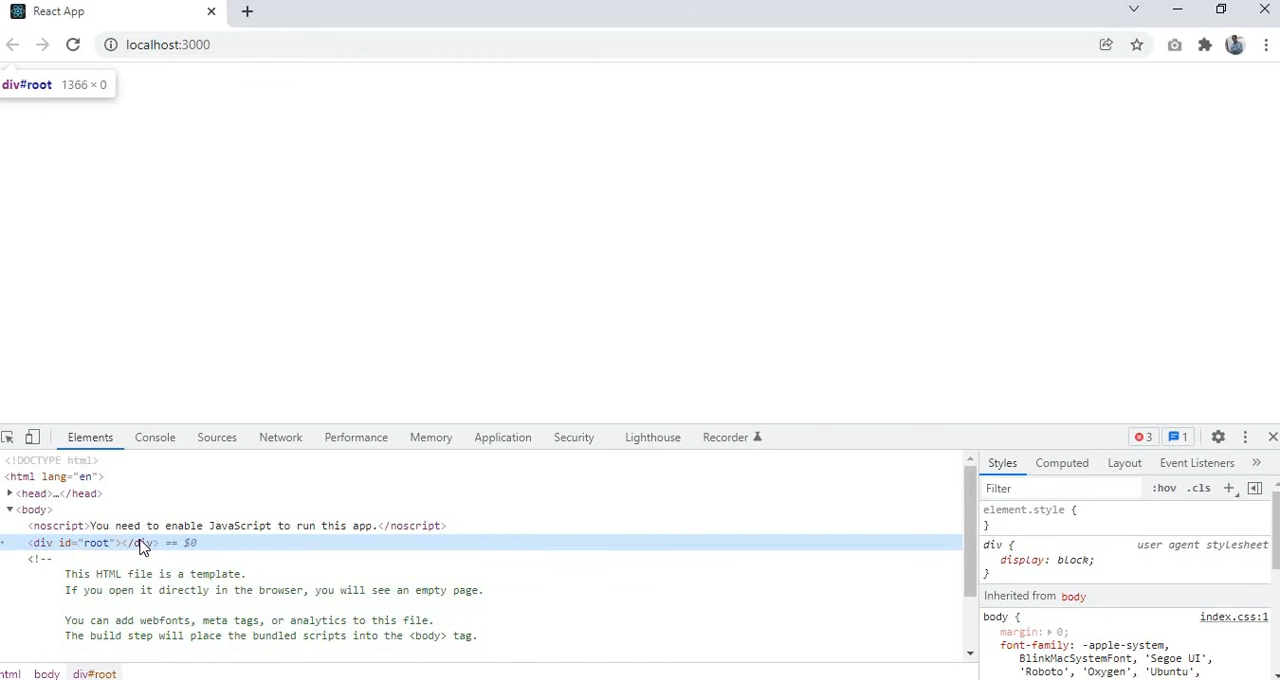 React App
localhost:3000
div#root 1366 × 0
Elements Console Sources Network Performance Memory Application Security Lighthouse Recorder 3 1
<!DOCTYPE html>
<html lang="en">
<head>…</head>
<body>
<noscript>You need to enable JavaScript to run this app.</noscript>
<div id="root"></div> == $0
<!--
This HTML file is a template.
If you open it directly in the browser, you will see an empty page.
You can add webfonts, meta tags, or analytics to this file.
The build step will place the bundled scripts into the <body> tag.
html body div#root
Styles Computed Layout Event Listeners »
Filter :hov .cls +
element.style {
}
div { user agent stylesheet
display: block;
}
Inherited from body
body { index.css:1
margin: 0;
font-family: -apple-system,
BlinkMacSystemFont, 'Segoe UI',
'Roboto', 'Oxygen', 'Ubuntu',